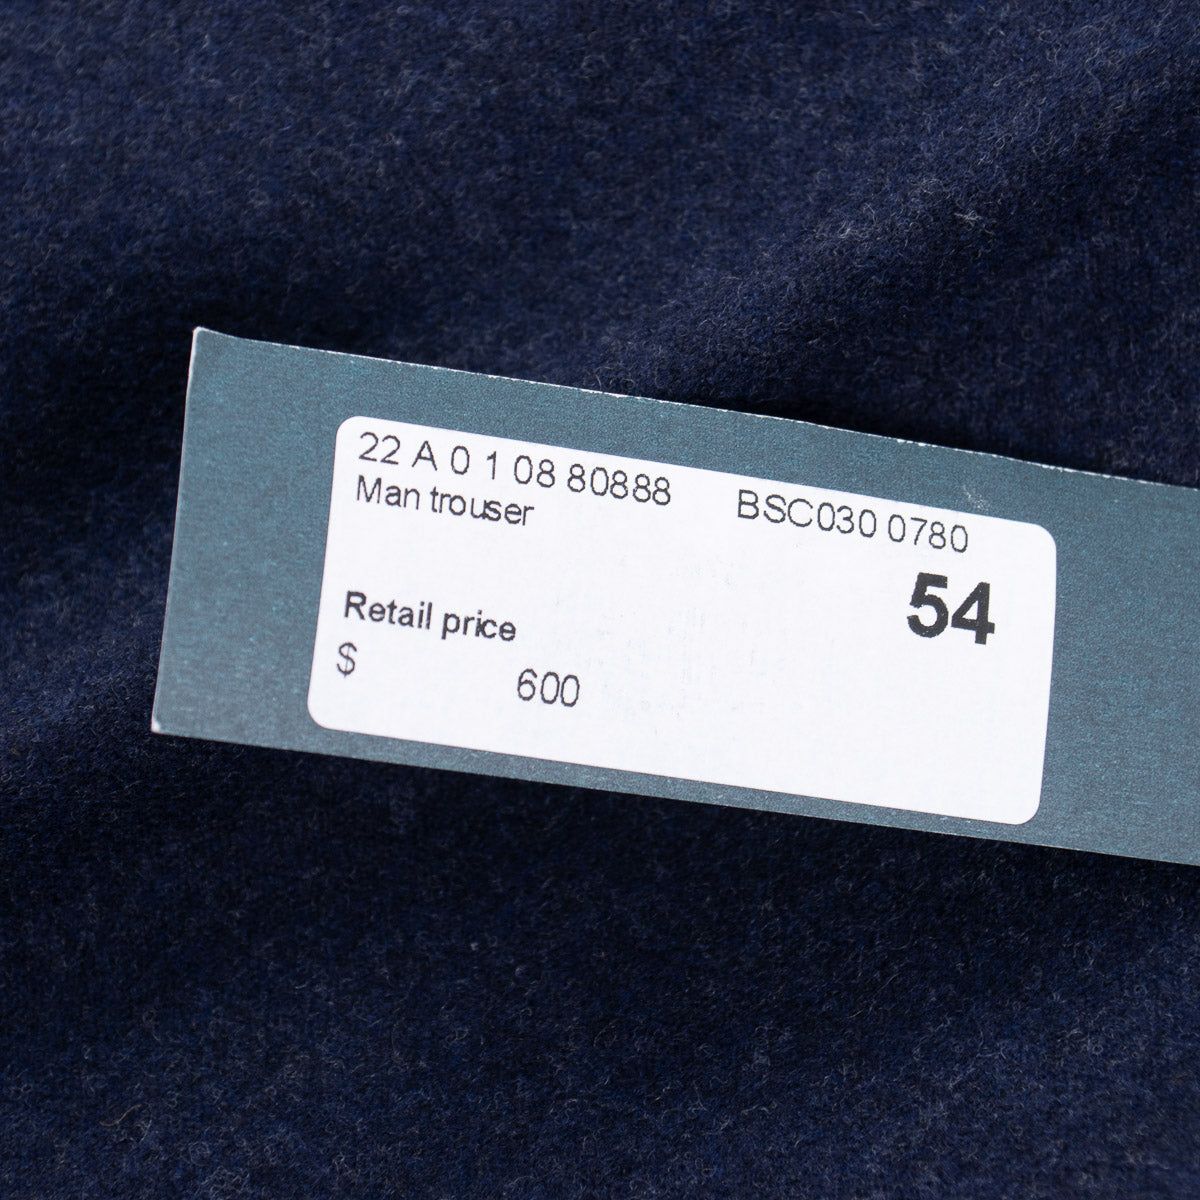 22 A 0 1 08 80888 BSC030 0780
Man trouser
54
Retail price
$ 600